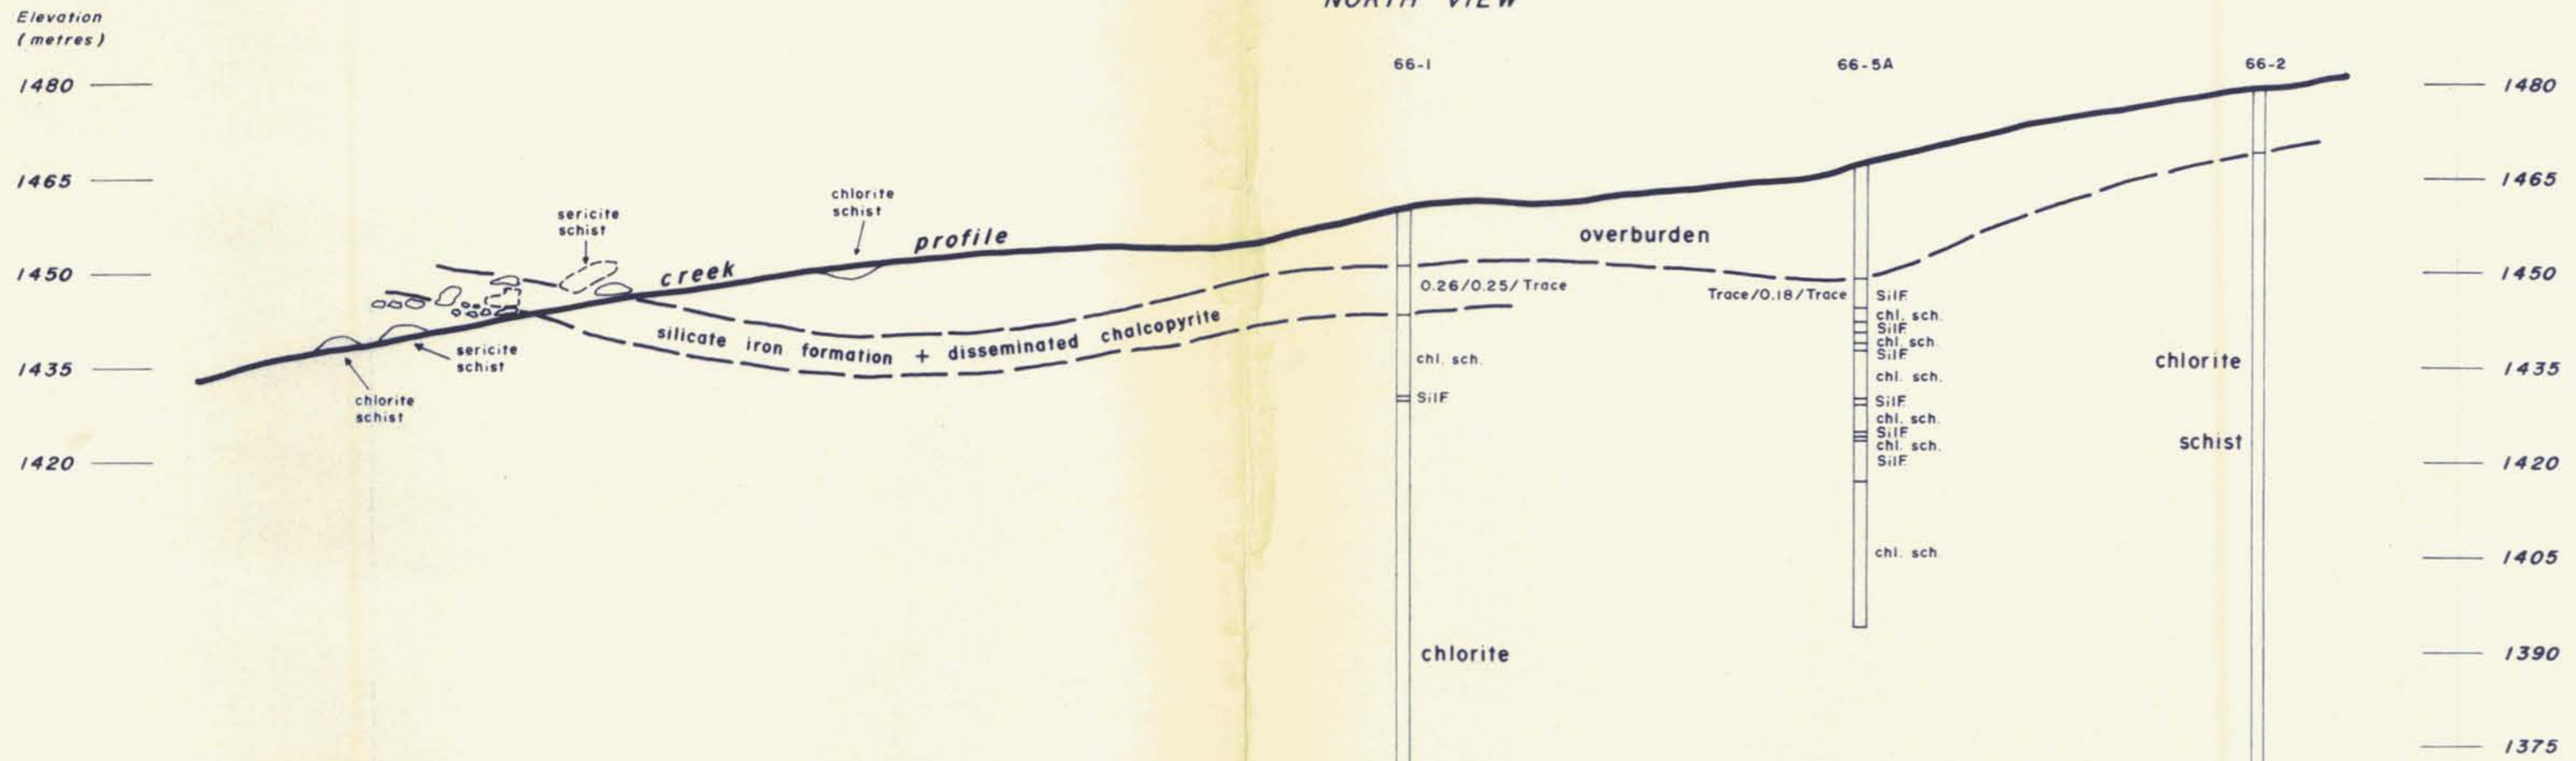 NORTH VIEW
Elevation
(metres)
1480
1465
1450
1435
1420
66-1
66-5A
66-2
1480
1465
1450
1435
1420
1405
1390
1375
sericite
schist
chlorite
schist
creek
profile
overburden
silicate iron formation + disseminated chalcopyrite
sericite
schist
chlorite
schist
0.26/0.25/Trace
chl. sch.
SilF.
chlorite
Trace/0.18/Trace
SilF.
chl. sch.
SilF.
chl. sch.
SilF.
chl. sch.
SilF.
chl. sch.
SilF.
chl. sch.
SilF.
chl. sch.
chlorite
schist